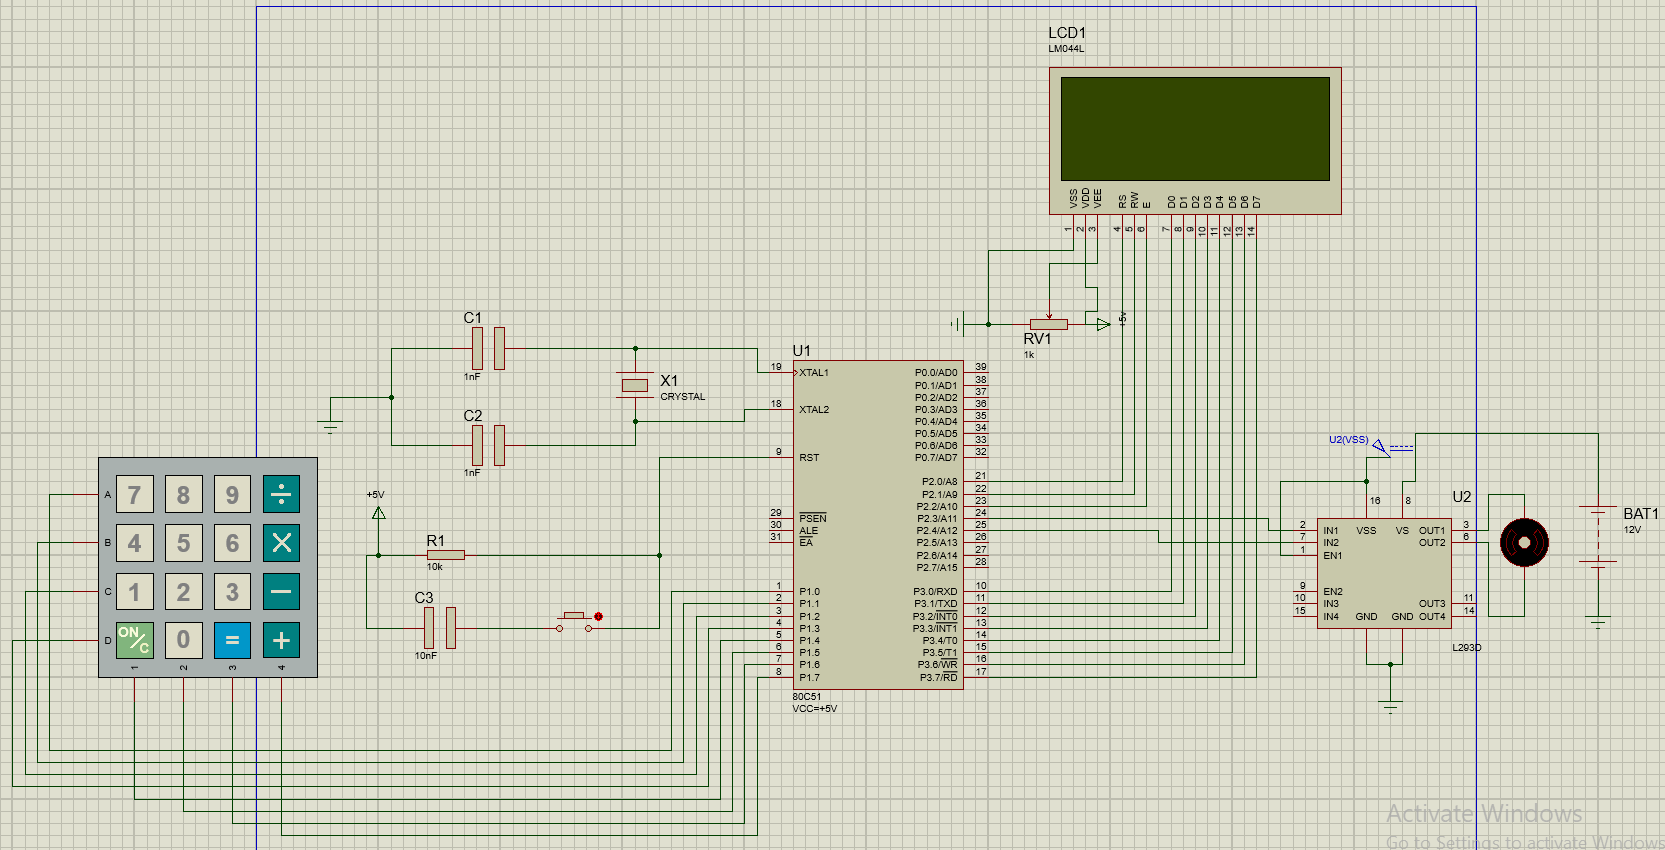 LCD1
LM044L
VSS
VDD
VEE
RS
RW
E
D0
D1
D2
D3
D4
D5
D6
D7
1
2
3
4
5
6
7
8
9
10
11
12
13
14
+5v
RV1
1k
C1
1nF
X1
CRYSTAL
C2
1nF
U1
19 XTAL1
18 XTAL2
9 RST
29 PSEN
30 ALE
31 EA
1 P1.0
2 P1.1
3 P1.2
4 P1.3
5 P1.4
6 P1.5
7 P1.6
8 P1.7
P0.0/AD0 39
P0.1/AD1 38
P0.2/AD2 37
P0.3/AD3 36
P0.4/AD4 35
P0.5/AD5 34
P0.6/AD6 33
P0.7/AD7 32
P2.0/A8 21
P2.1/A9 22
P2.2/A10 23
P2.3/A11 24
P2.4/A12 25
P2.5/A13 26
P2.6/A14 27
P2.7/A15 28
P3.0/RXD 10
P3.1/TXD 11
P3.2/INT0 12
P3.3/INT1 13
P3.4/T0 14
P3.5/T1 15
P3.6/WR 16
P3.7/RD 17
80C51
VCC=+5V
+5V
R1
10k
C3
10nF
A 7 8 9 ÷
B 4 5 6 ×
C 1 2 3 −
D ON/C 0 = +
1 2 3 4
U2(VSS)
U2
16 8
VSS VS
2 IN1
7 IN2
1 EN1
9 EN2
10 IN3
15 IN4
OUT1 3
OUT2 6
OUT3 11
OUT4 14
GND GND
L293D
BAT1
12V
Activate Windows
Go to Settings to activate Windows